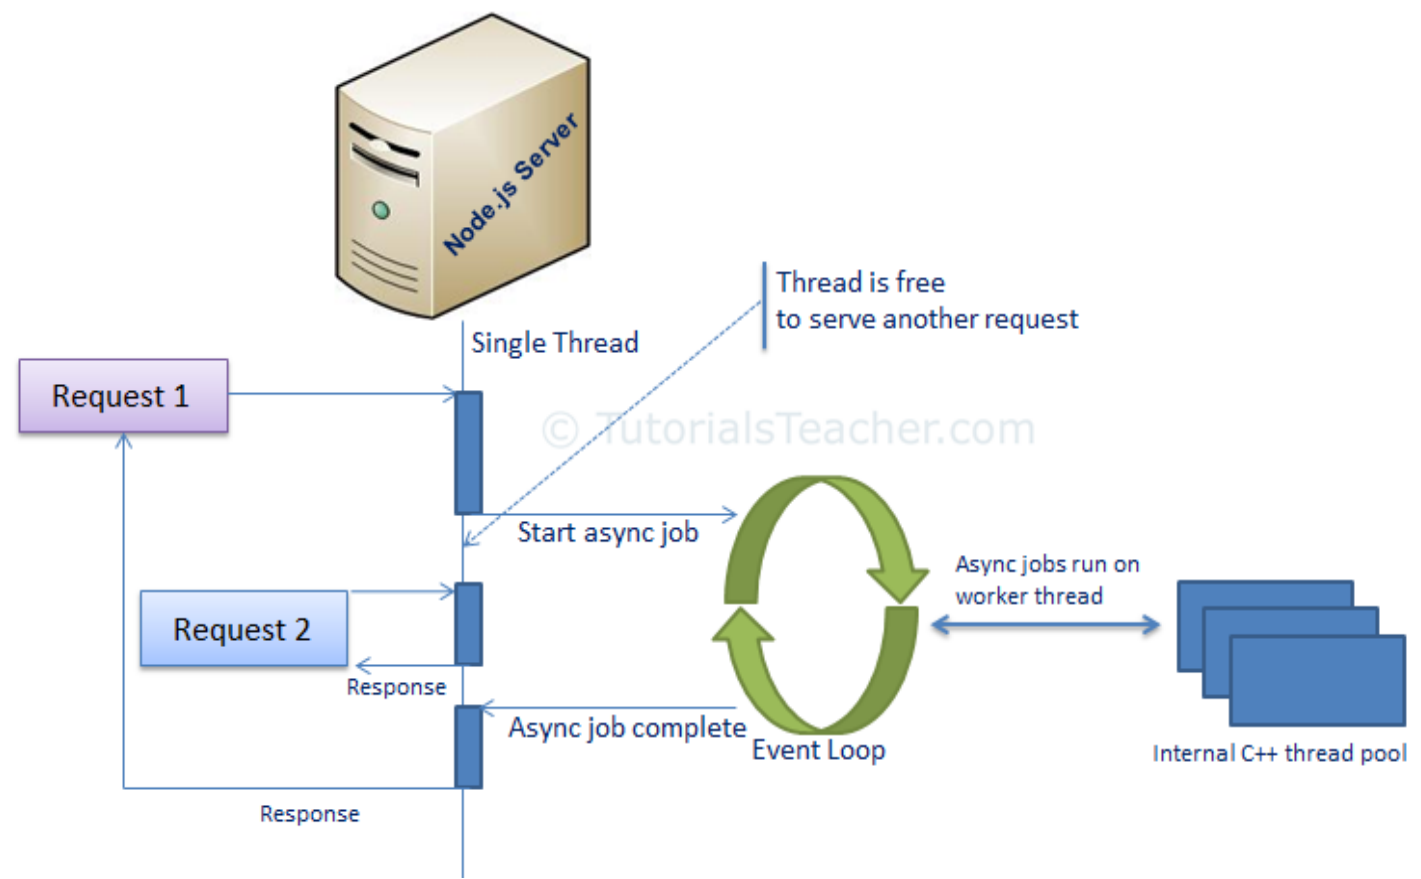 Node.js Server
Thread is free
to serve another request
Single Thread
Request 1
© TutorialsTeacher.com
Start async job
Async jobs run on
worker thread
Request 2
Response
Async job complete
Event Loop
Internal C++ thread pool
Response